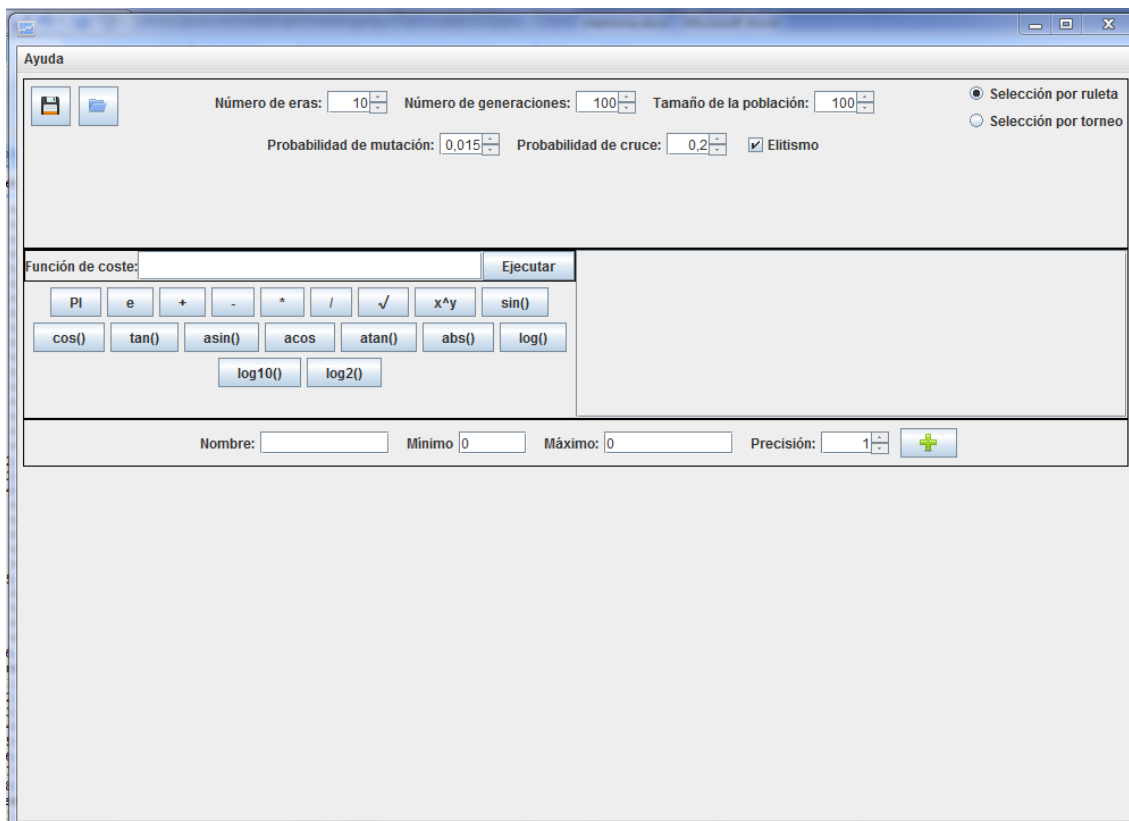 Ayuda
Número de eras: 10 Número de generaciones: 100 Tamaño de la población: 100
Selección por ruleta
Selección por torneo
Probabilidad de mutación: 0,015 Probabilidad de cruce: 0,2 Elitismo
Función de coste: Ejecutar
PI e + - * / √ x^y sin()
cos() tan() asin() acos atan() abs() log()
log10() log2()
Nombre: Mínimo 0 Máximo: 0 Precisión: 1